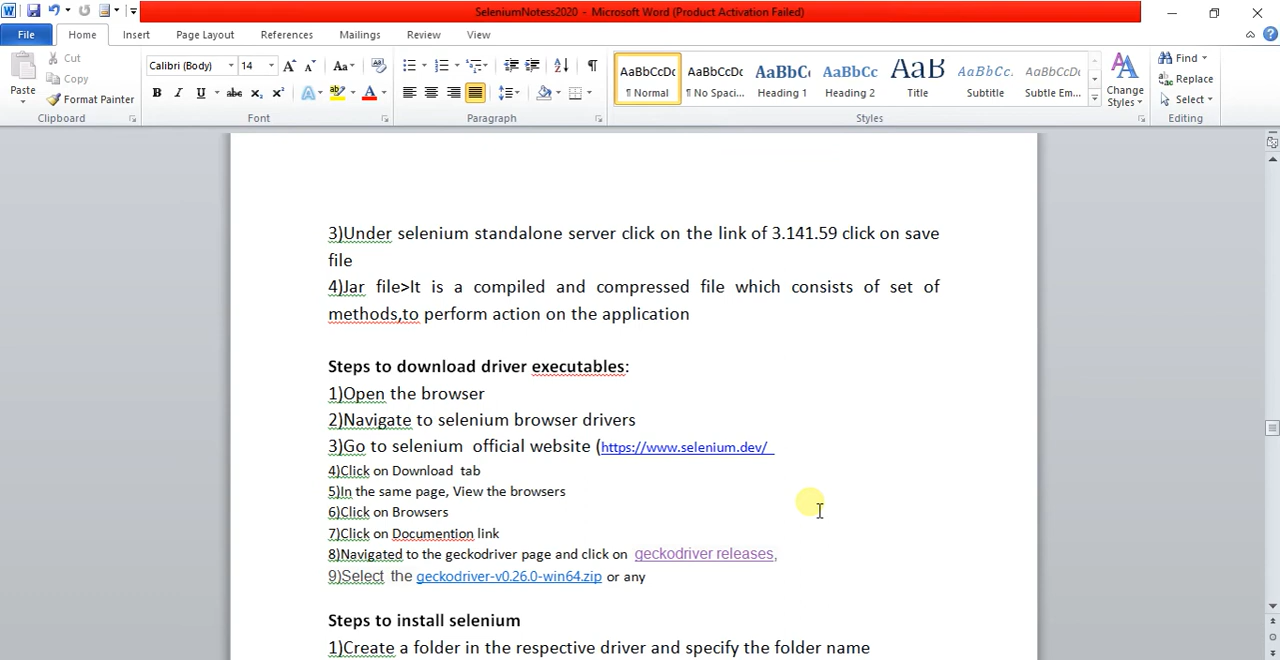 SeleniumNotess2020 - Microsoft Word (Product Activation Failed)
File Home Insert Page Layout References Mailings Review View
Paste
Cut
Copy
Format Painter
Clipboard
Calibri (Body) 14
Font
Paragraph
AaBbCcDc AaBbCcDc AaBbC AaBbCc AaB AaBbCc. AaBbCcDc
¶ Normal ¶ No Spaci... Heading 1 Heading 2 Title Subtitle Subtle Em...
Change Styles
Styles
Find
Replace
Select
Editing
3)Under selenium standalone server click on the link of 3.141.59 click on save
file
4)Jar file>It is a compiled and compressed file which consists of set of
methods,to perform action on the application
Steps to download driver executables:
1)Open the browser
2)Navigate to selenium browser drivers
3)Go to selenium official website (https://www.selenium.dev/
4)Click on Download tab
5)In the same page, View the browsers
6)Click on Browsers
7)Click on Documention link
8)Navigated to the geckodriver page and click on geckodriver releases,
9)Select the geckodriver-v0.26.0-win64.zip or any
Steps to install selenium
1)Create a folder in the respective driver and specify the folder name